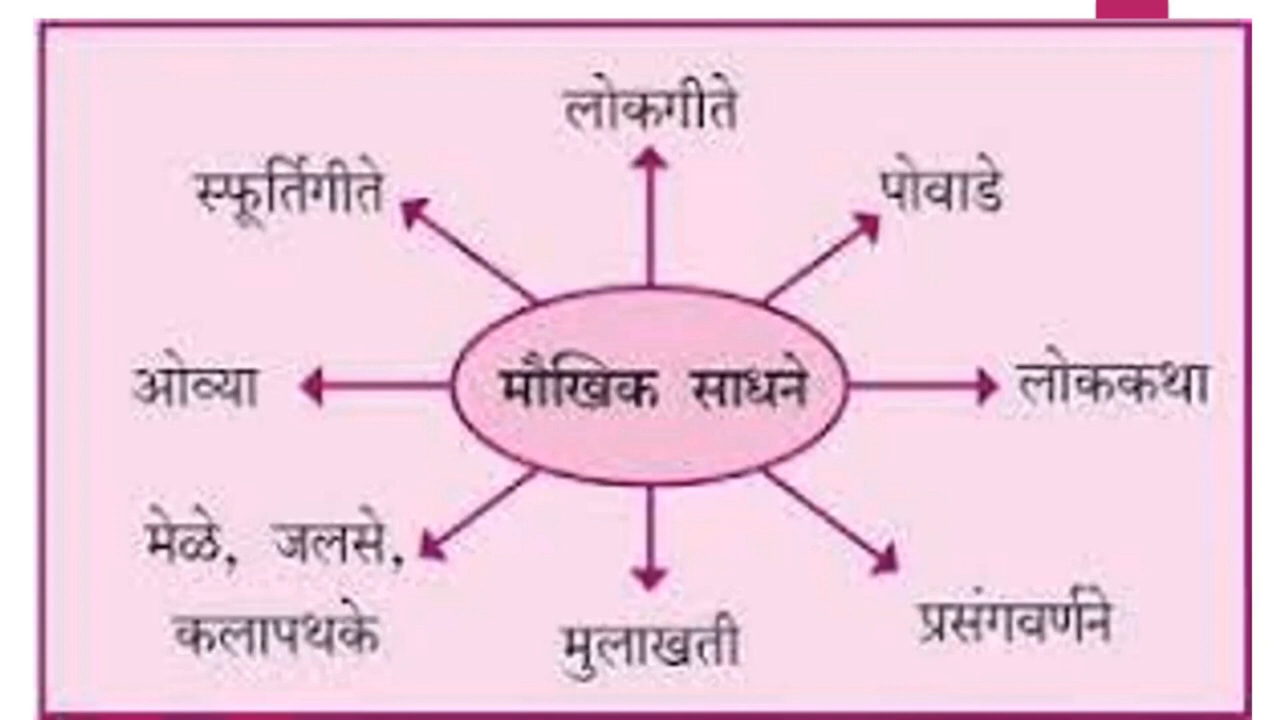 लोकगीते
स्फूर्तिगीते
पोवाडे
ओव्या
मौखिक साधने
लोककथा
मेळे, जलसे,
कलापथके
मुलाखती
प्रसंगवर्णने